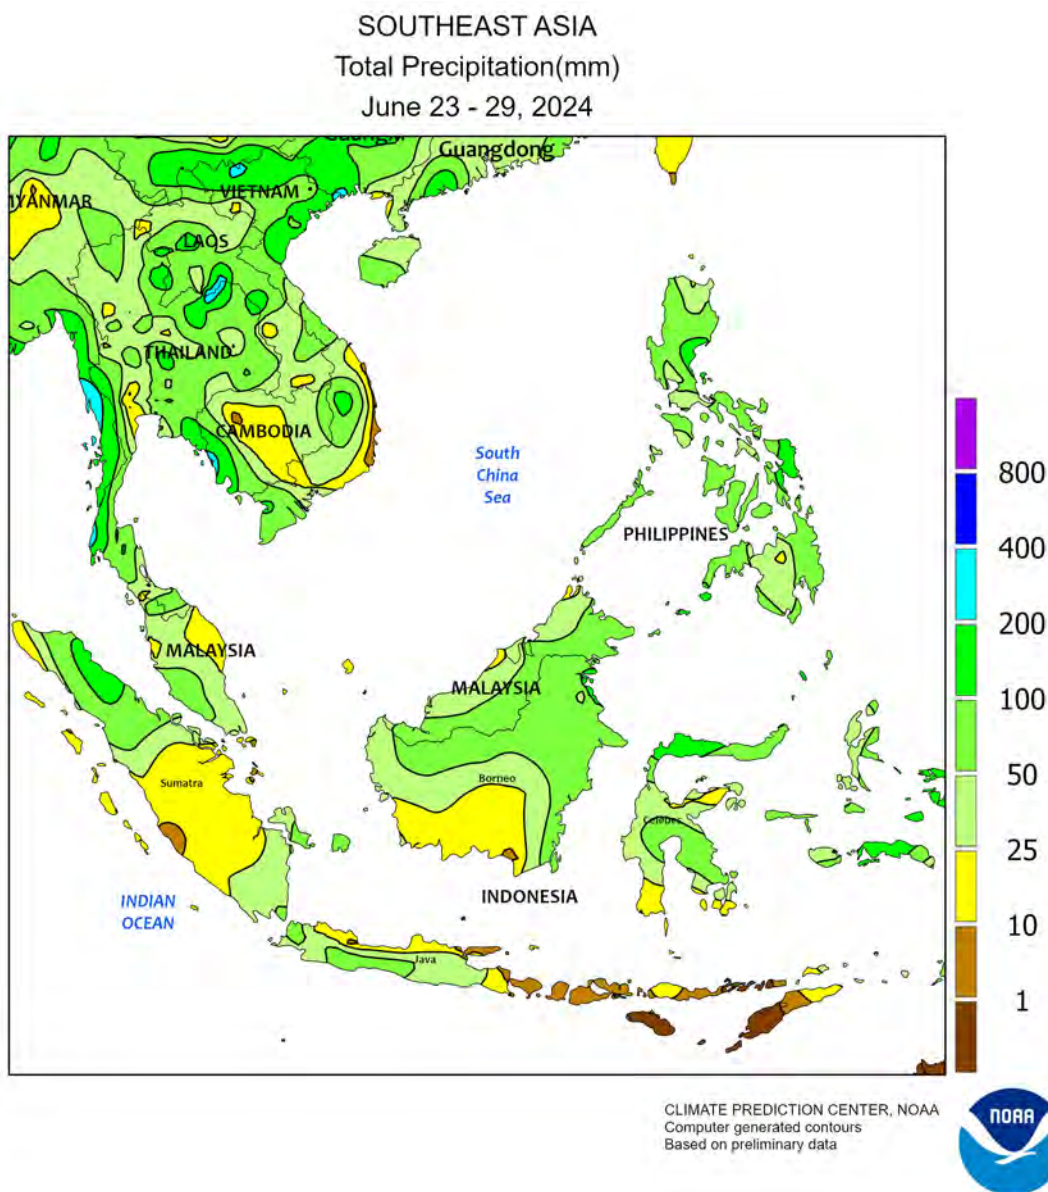 SOUTHEAST ASIA
Total Precipitation(mm)
June 23 - 29, 2024
Guangdong
VIETNAM
LAOS
THAILAND
CAMBODIA
South
China
Sea
PHILIPPINES
MALAYSIA
MALAYSIA
Sumatra
Borneo
Celebes
INDIAN
OCEAN
INDONESIA
Java
800
400
200
100
50
25
10
1
CLIMATE PREDICTION CENTER, NOAA
Computer generated contours
Based on preliminary data
NOAA